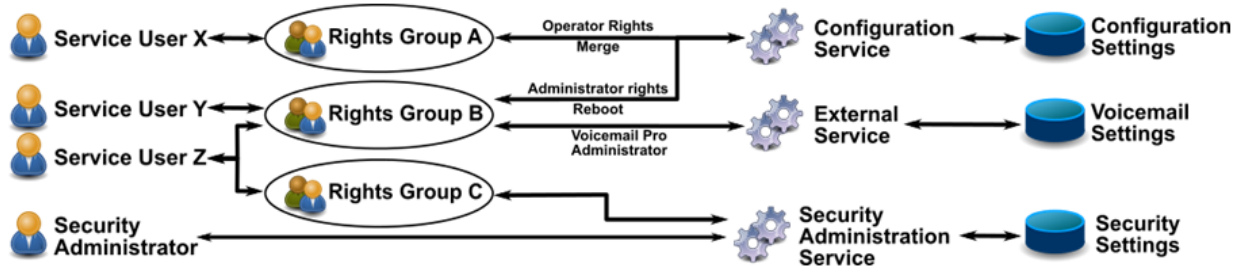 Service User X
Rights Group A
Operator Rights
Merge
Configuration
Service
Configuration
Settings
Service User Y
Rights Group B
Administrator rights
Reboot
Voicemail Pro
Administrator
External
Service
Voicemail
Settings
Service User Z
Rights Group C
Security
Administrator
Security
Administration
Service
Security
Settings